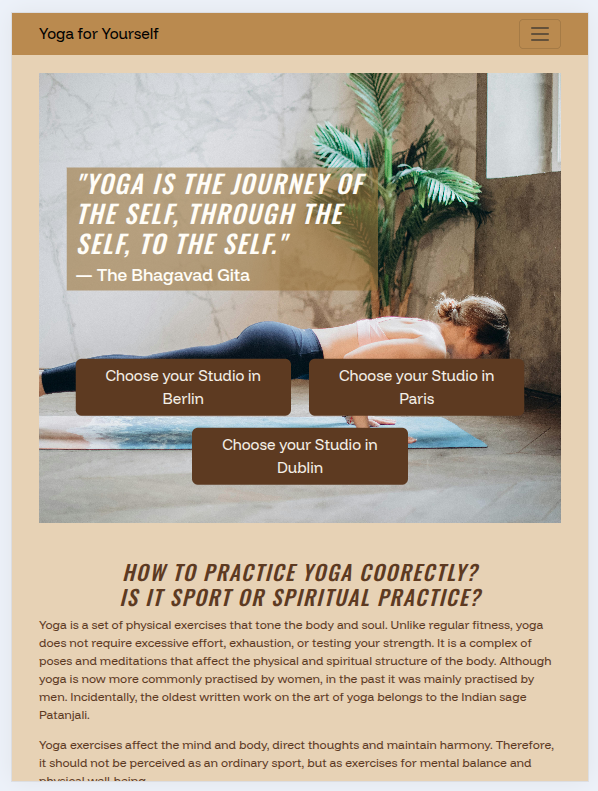 Yoga for Yourself
"YOGA IS THE JOURNEY OF
THE SELF, THROUGH THE
SELF, TO THE SELF."
— The Bhagavad Gita
Choose your Studio in
Berlin
Choose your Studio in
Paris
Choose your Studio in
Dublin
HOW TO PRACTICE YOGA COORECTLY?
IS IT SPORT OR SPIRITUAL PRACTICE?
Yoga is a set of physical exercises that tone the body and soul. Unlike regular fitness, yoga
does not require excessive effort, exhaustion, or testing your strength. It is a complex of
poses and meditations that affect the physical and spiritual structure of the body. Although
yoga is now more commonly practised by women, in the past it was mainly practised by
men. Incidentally, the oldest written work on the art of yoga belongs to the Indian sage
Patanjali.
Yoga exercises affect the mind and body, direct thoughts and maintain harmony. Therefore,
it should not be perceived as an ordinary sport, but as exercises for mental balance and
physical well-being.